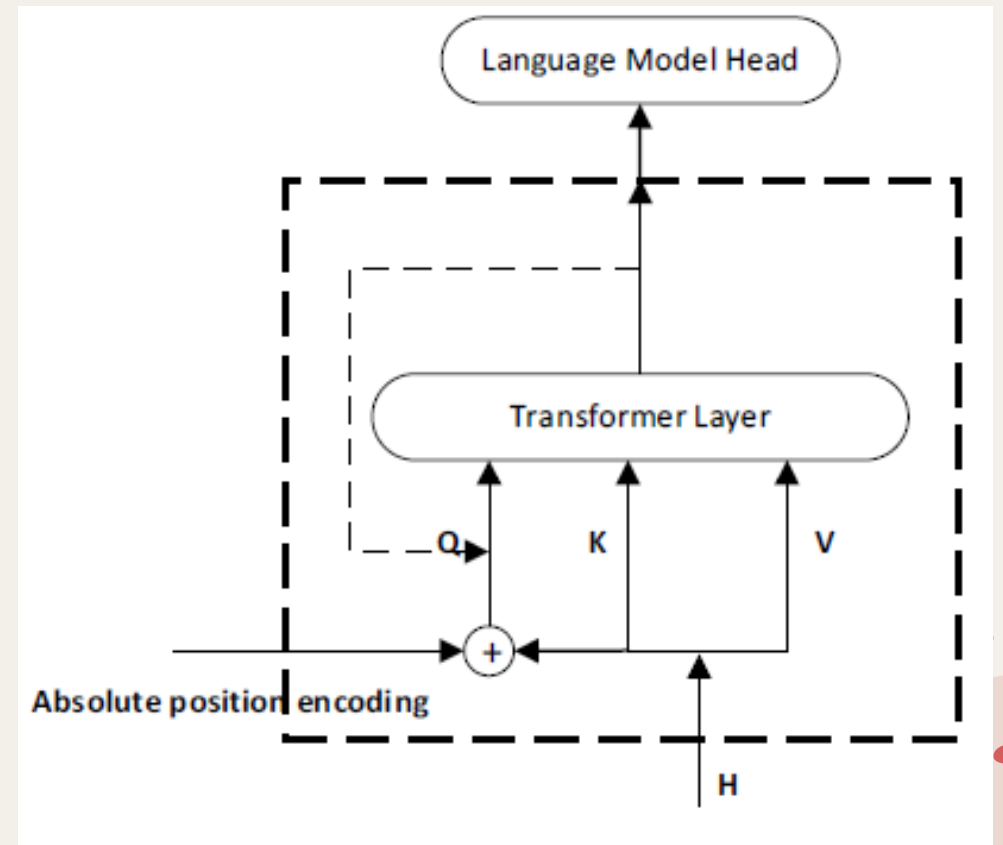 Language Model Head
Transformer Layer
Q
K
V
+
Absolute position encoding
H